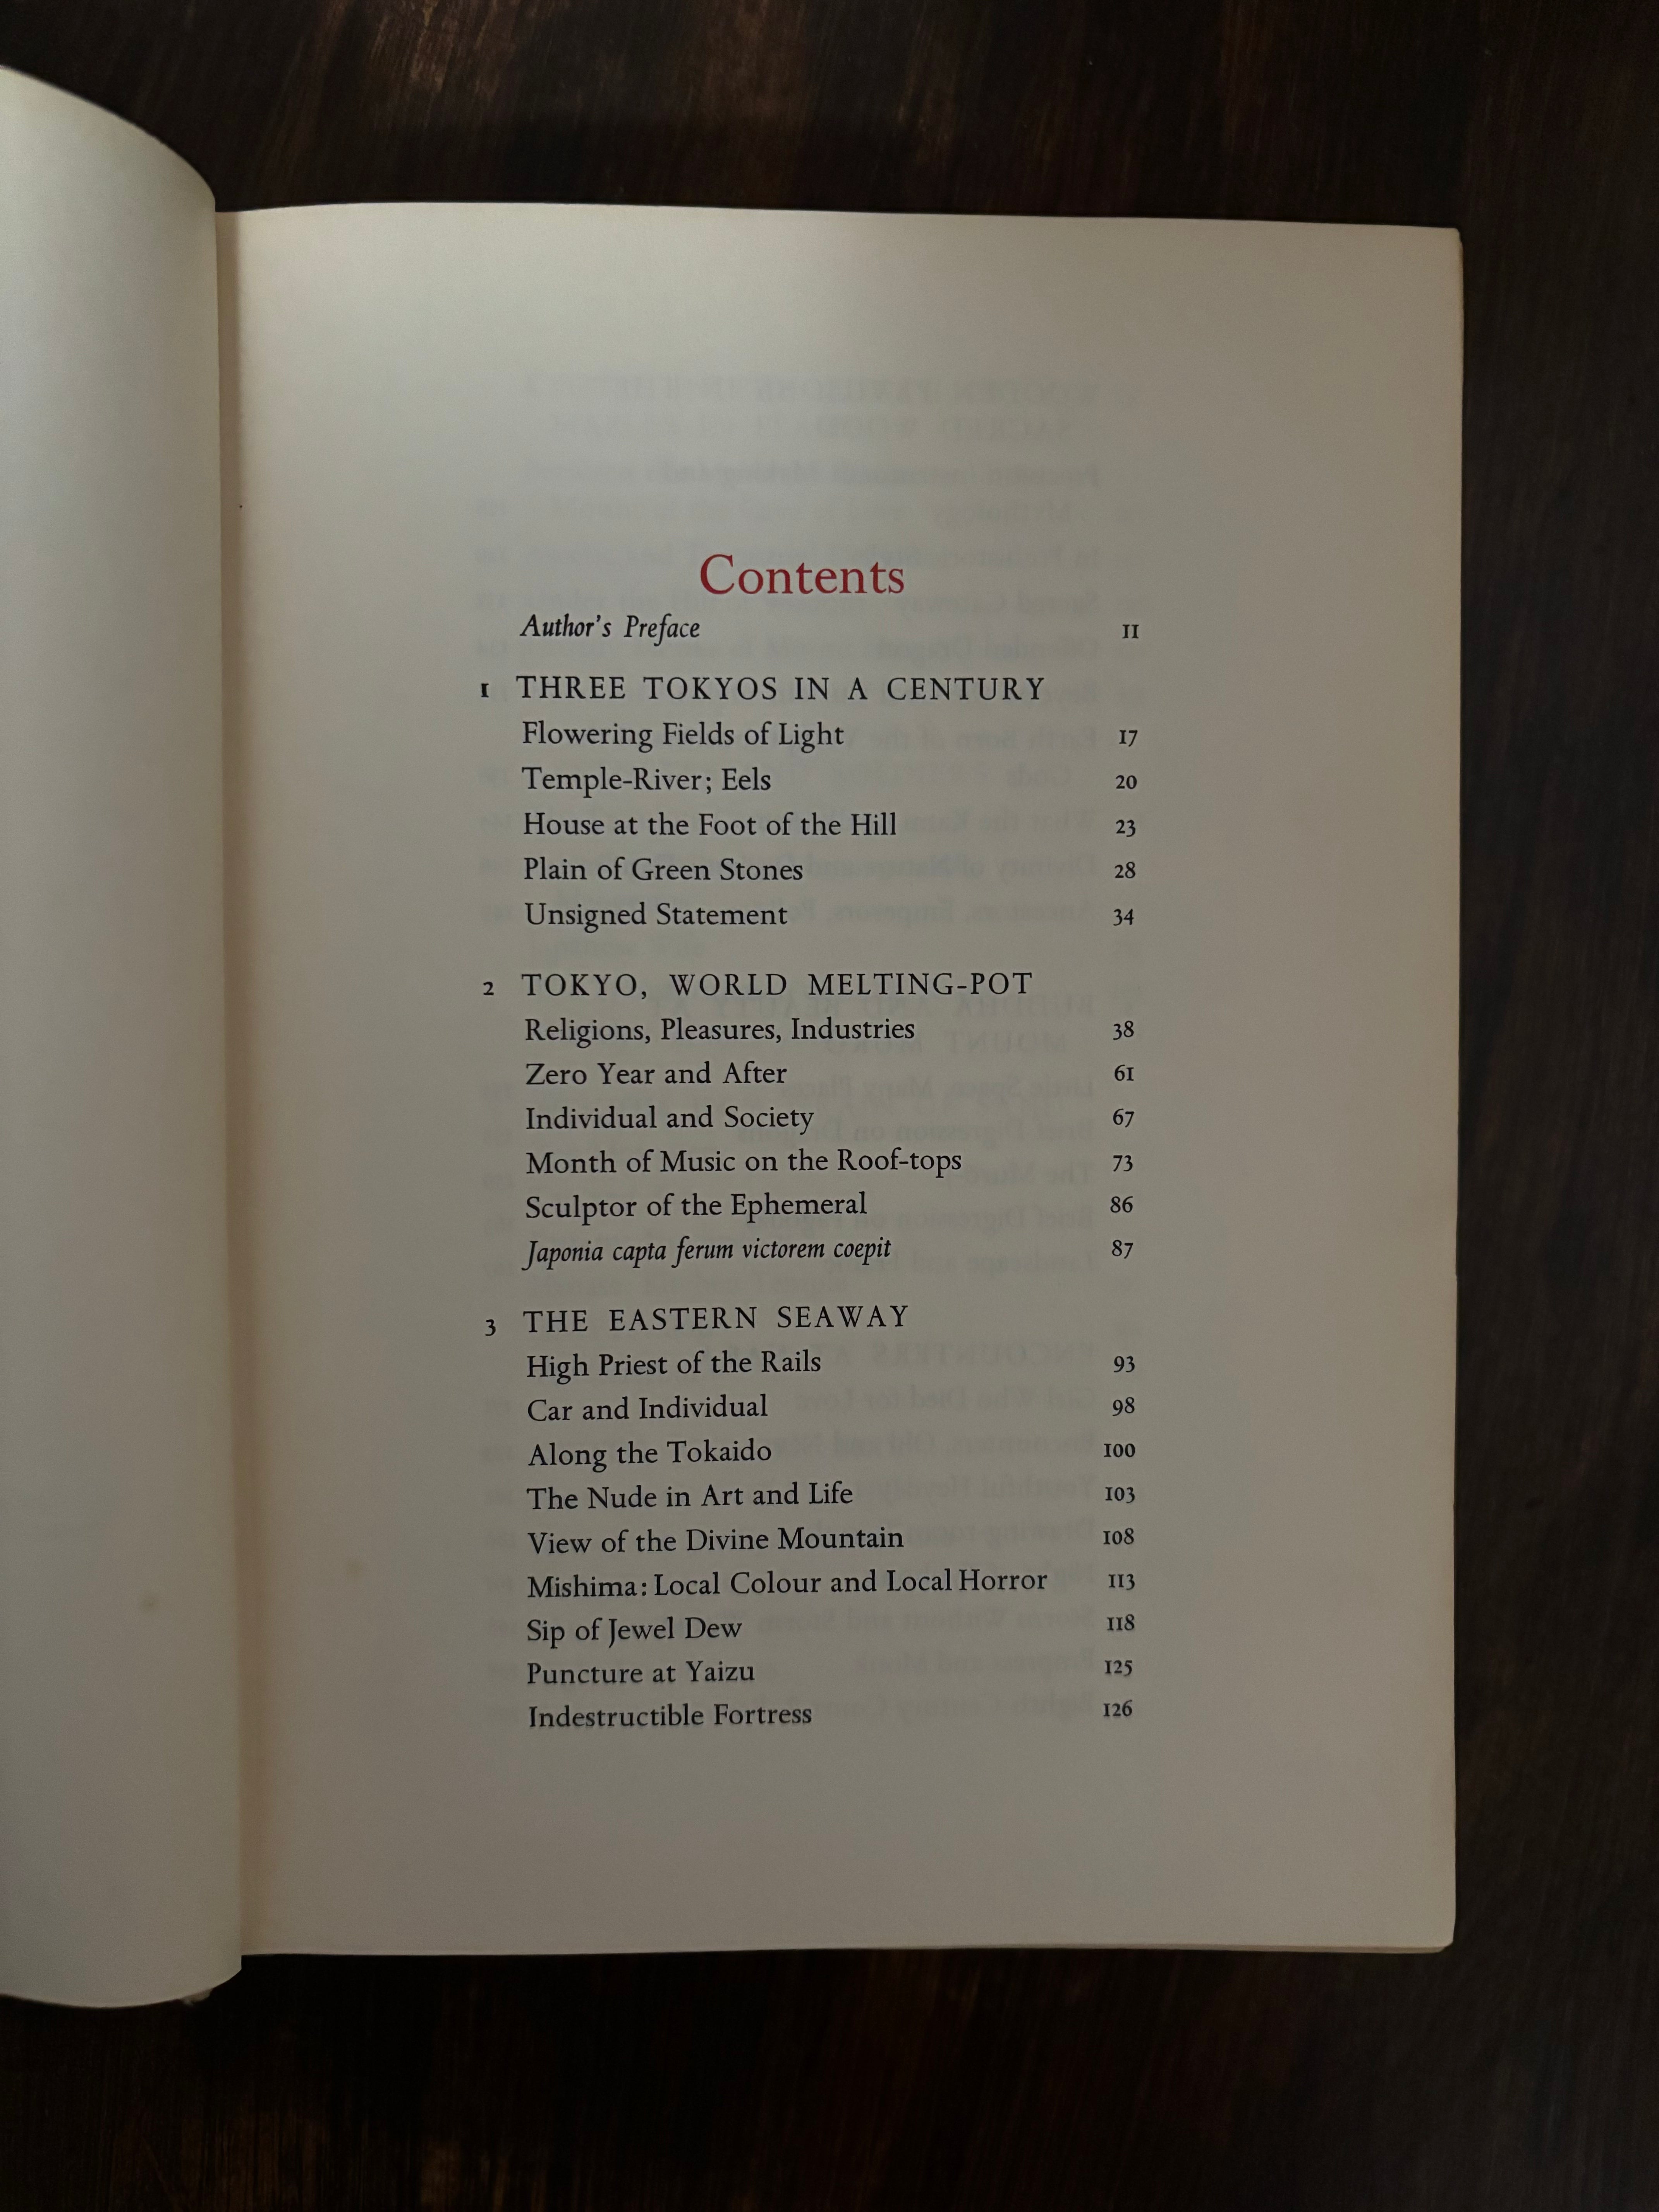 Contents
Author's Preface 11
1 THREE TOKYOS IN A CENTURY
Flowering Fields of Light 17
Temple-River; Eels 20
House at the Foot of the Hill 23
Plain of Green Stones 28
Unsigned Statement 34
2 TOKYO, WORLD MELTING-POT
Religions, Pleasures, Industries 38
Zero Year and After 61
Individual and Society 67
Month of Music on the Roof-tops 73
Sculptor of the Ephemeral 86
Japonia capta ferum victorem coepit 87
3 THE EASTERN SEAWAY
High Priest of the Rails 93
Car and Individual 98
Along the Tokaido 100
The Nude in Art and Life 103
View of the Divine Mountain 108
Mishima: Local Colour and Local Horror 113
Sip of Jewel Dew 118
Puncture at Yaizu 125
Indestructible Fortress 126